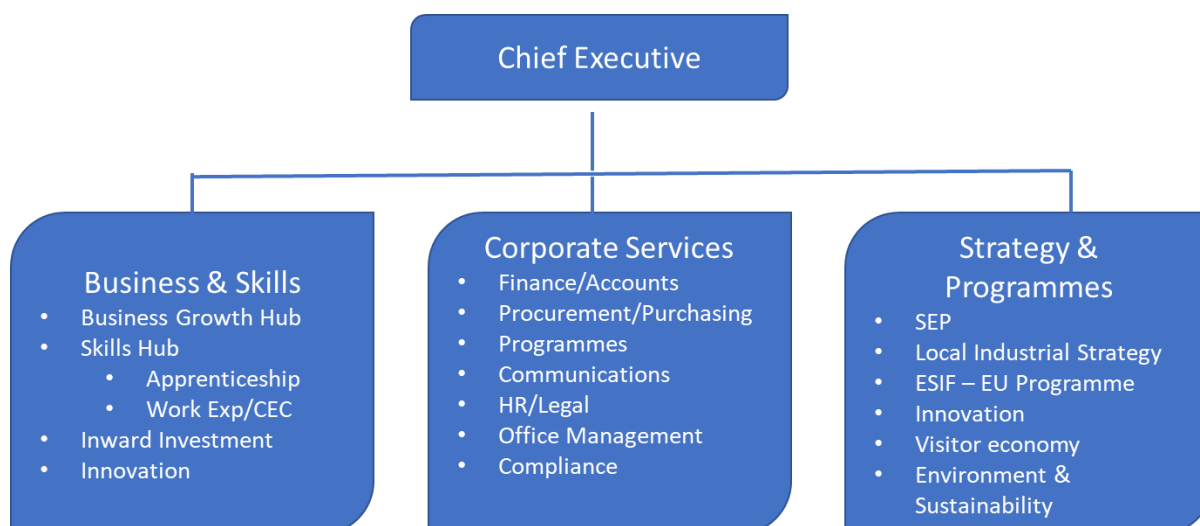 Chief Executive
Business & Skills
• Business Growth Hub
• Skills Hub
• Apprenticeship
• Work Exp/CEC
• Inward Investment
• Innovation
Corporate Services
• Finance/Accounts
• Procurement/Purchasing
• Programmes
• Communications
• HR/Legal
• Office Management
• Compliance
Strategy &
Programmes
• SEP
• Local Industrial Strategy
• ESIF – EU Programme
• Innovation
• Visitor economy
• Environment &
Sustainability